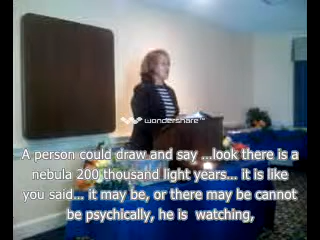 wondershare™
A person could draw and say ...look there is a
nebula 200 thousand light years... it is like
you said... it may be, or there may be cannot
be psychically, he is  watching,